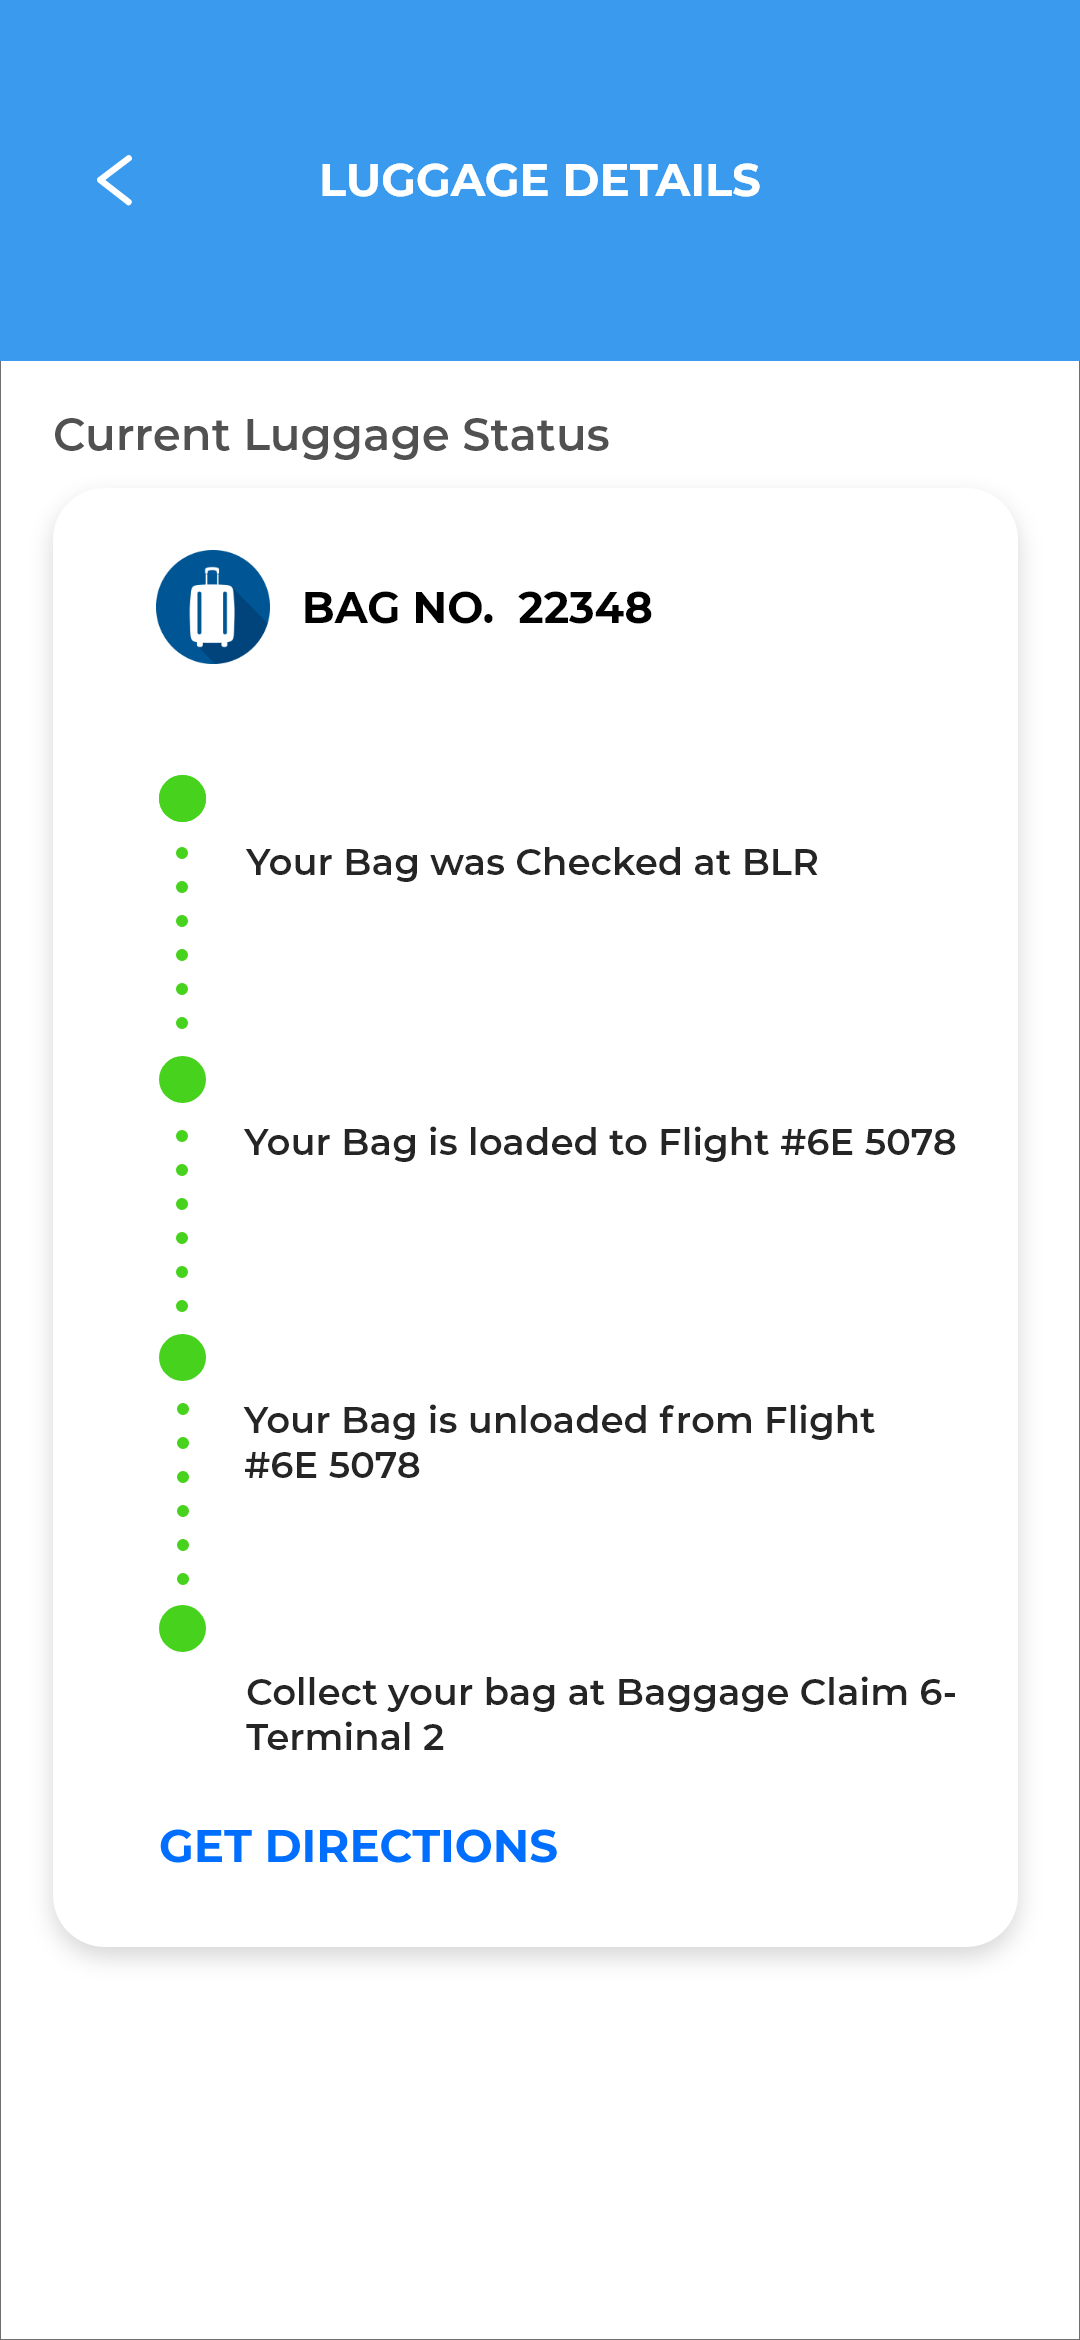 LUGGAGE DETAILS
Current Luggage Status
BAG NO. 22348
Your Bag was Checked at BLR
Your Bag is loaded to Flight #6E 5078
Your Bag is unloaded from Flight
#6E 5078
Collect your bag at Baggage Claim 6-
Terminal 2
GET DIRECTIONS